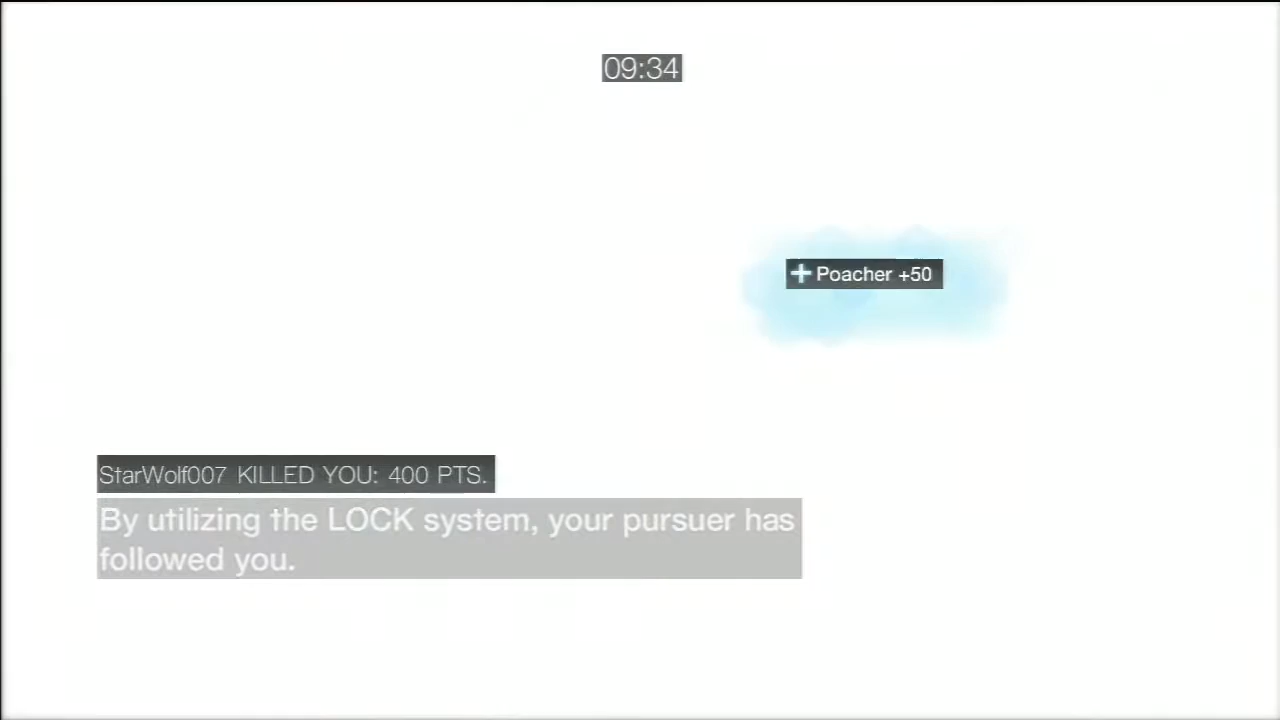 09:34
Poacher +50
StarWolf007 KILLED YOU: 400 PTS.
By utilizing the LOCK system, your pursuer has
followed you.